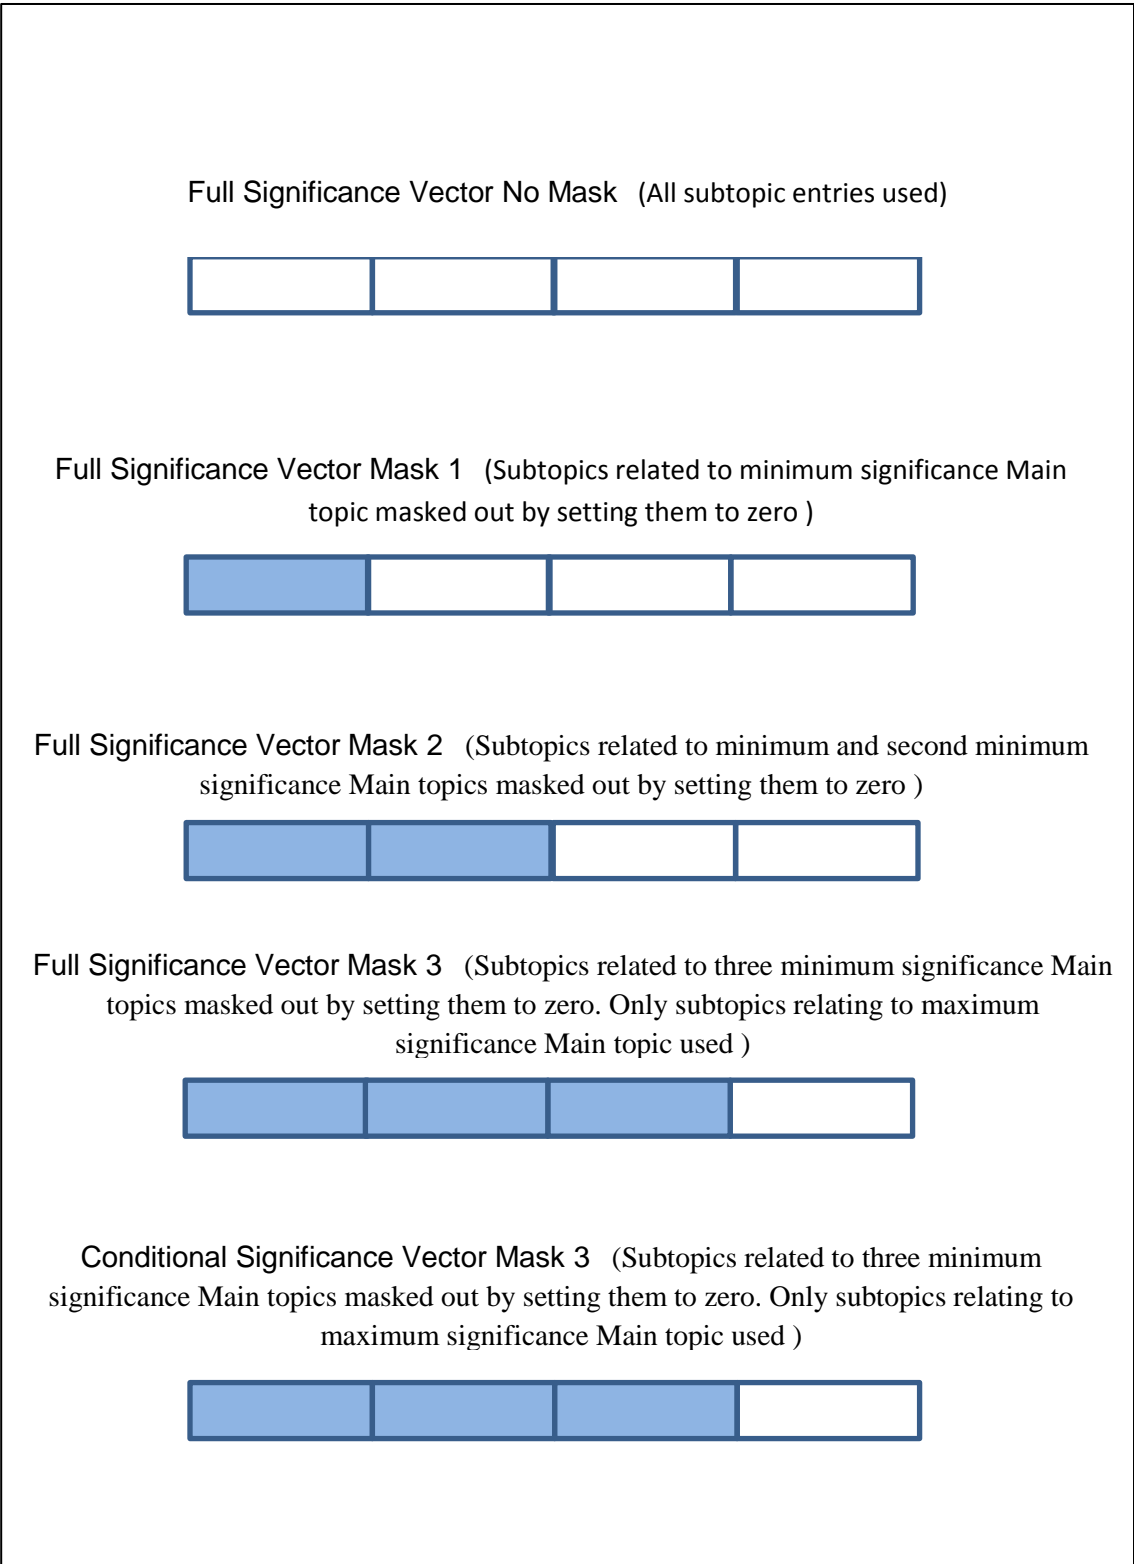 Full Significance Vector No Mask (All subtopic entries used)
Full Significance Vector Mask 1 (Subtopics related to minimum significance Main
topic masked out by setting them to zero )
Full Significance Vector Mask 2 (Subtopics related to minimum and second minimum
significance Main topics masked out by setting them to zero )
Full Significance Vector Mask 3 (Subtopics related to three minimum significance Main
topics masked out by setting them to zero. Only subtopics relating to maximum
significance Main topic used )
Conditional Significance Vector Mask 3 (Subtopics related to three minimum
significance Main topics masked out by setting them to zero. Only subtopics relating to
maximum significance Main topic used )